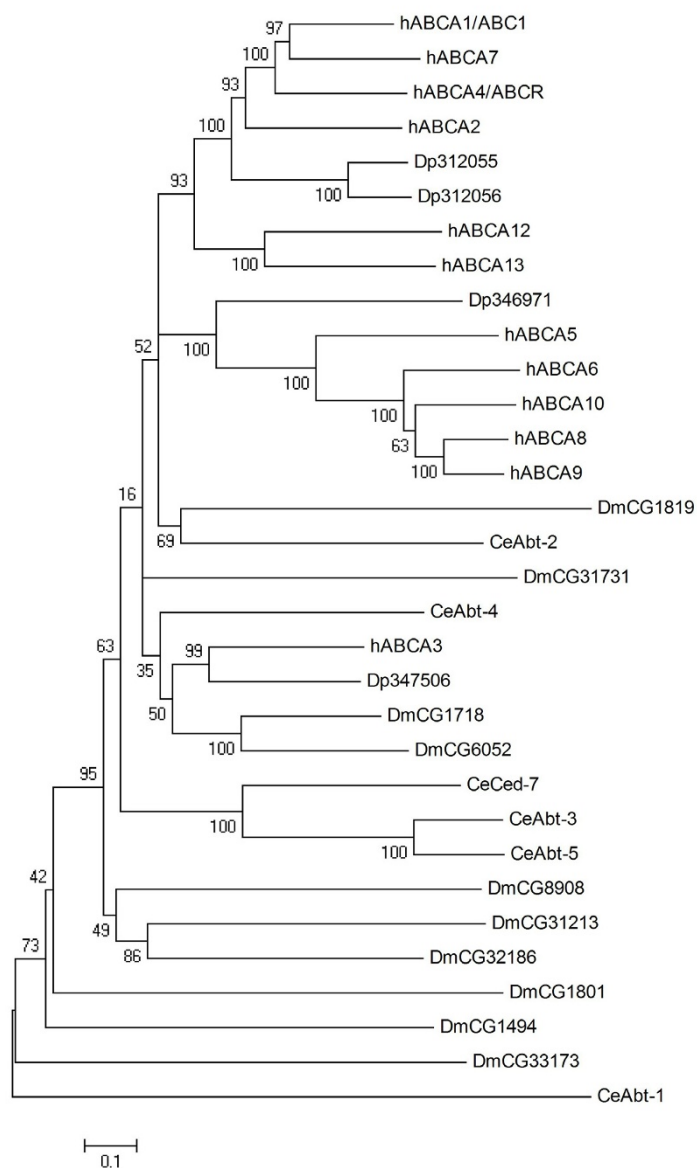 hABCA1/ABC1
97
hABCA7
100
hABCA4/ABCR
93
hABCA2
100
Dp312055
100
Dp312056
93
hABCA12
100
hABCA13
Dp346971
100
hABCA5
52
100
hABCA6
100
hABCA10
63
hABCA8
100
hABCA9
16
DmCG1819
69
CeAbt-2
DmCG31731
CeAbt-4
63
35
99
hABCA3
Dp347506
50
DmCG1718
100
DmCG6052
95
CeCed-7
100
CeAbt-3
100
CeAbt-5
42
DmCG8908
49
DmCG31213
86
DmCG32186
73
DmCG1801
DmCG1494
DmCG33173
CeAbt-1
0.1